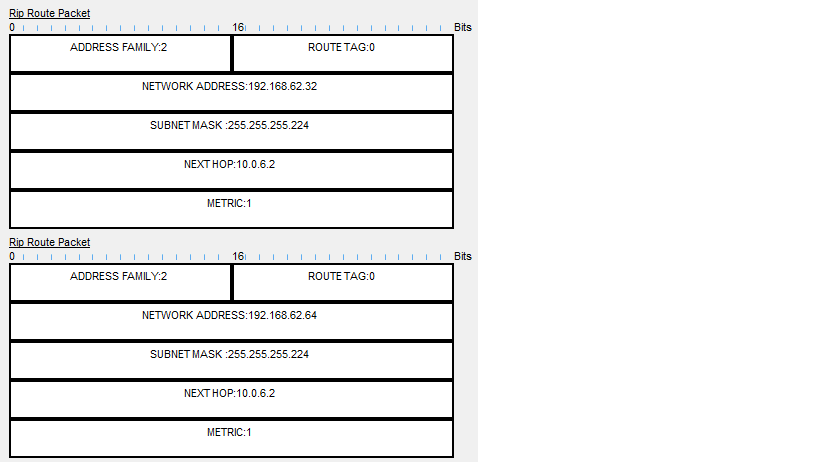 Rip Route Packet
0 16 Bits
ADDRESS FAMILY:2 ROUTE TAG:0
NETWORK ADDRESS:192.168.62.32
SUBNET MASK :255.255.255.224
NEXT HOP:10.0.6.2
METRIC:1
Rip Route Packet
0 16 Bits
ADDRESS FAMILY:2 ROUTE TAG:0
NETWORK ADDRESS:192.168.62.64
SUBNET MASK :255.255.255.224
NEXT HOP:10.0.6.2
METRIC:1